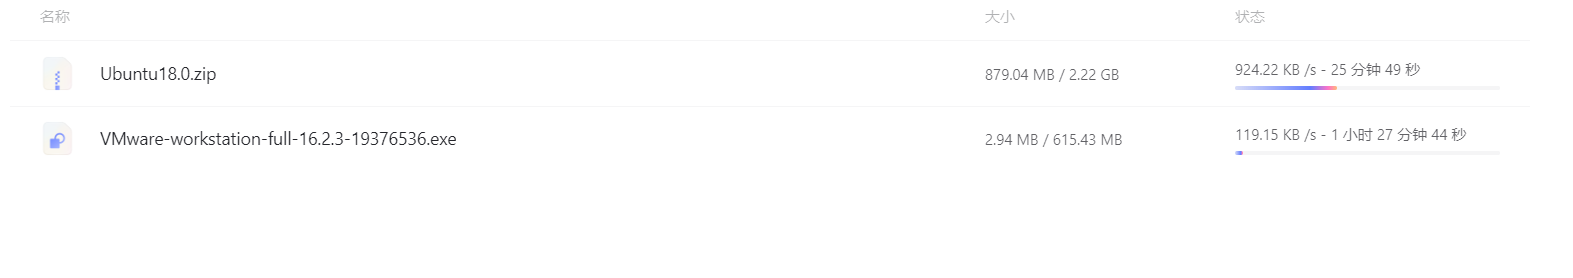 名称 大小 状态
Ubuntu18.0.zip 879.04 MB / 2.22 GB 924.22 KB /s - 25 分钟 49 秒
VMware-workstation-full-16.2.3-19376536.exe 2.94 MB / 615.43 MB 119.15 KB /s - 1 小时 27 分钟 44 秒